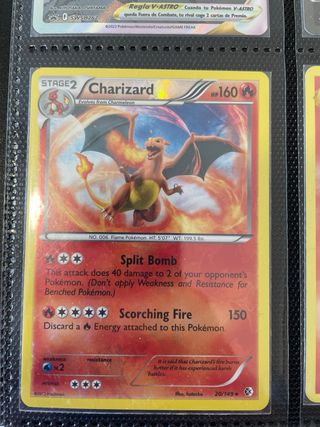 Regla V-ASTRO
Cuando tu Pokémon V-ASTRO
queda Fuera de Combate, tu rival coge 2 cartas de Premio.
STAGE2
Charizard
HP160
Evolves from Charmeleon
NO. 006 Flame Pokémon HT: 5'07" WT: 199.5 lbs.
Split Bomb
This attack does 40 damage to 2 of your opponent's
Pokémon. (Don't apply Weakness and Resistance for
Benched Pokémon.)
Scorching Fire 150
Discard a Energy attached to this Pokémon.
weakness
resistance
×2
retreat
It is said that Charizard's fire
burns hotter if it has experienced
harsh battles.
Illus.
20/149